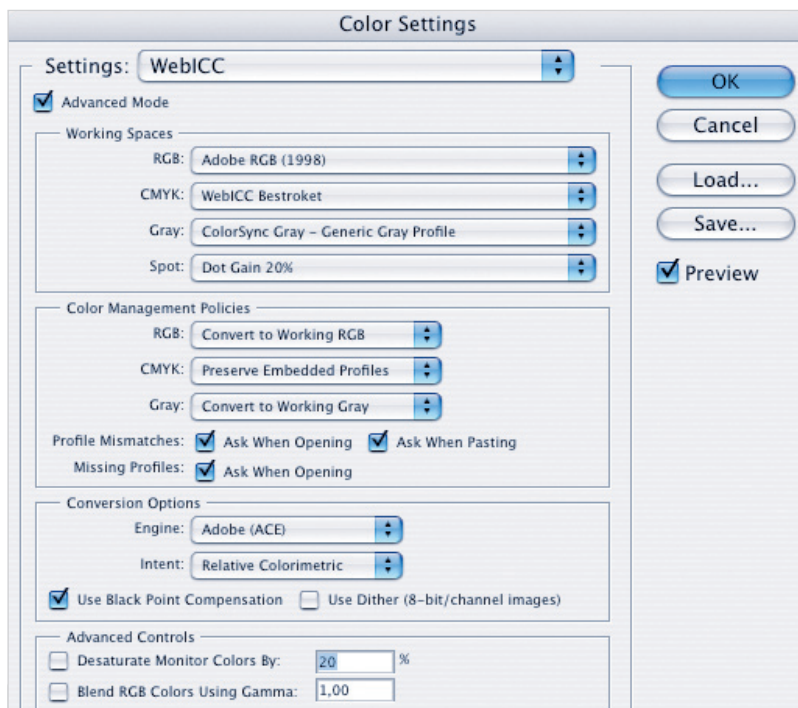 Color Settings
Settings: WebICC
OK
Advanced Mode
Cancel
Working Spaces
RGB: Adobe RGB (1998)
Load...
CMYK: WebICC Bestroket
Save...
Gray: ColorSync Gray – Generic Gray Profile
Spot: Dot Gain 20%
Preview
Color Management Policies
RGB: Convert to Working RGB
CMYK: Preserve Embedded Profiles
Gray: Convert to Working Gray
Profile Mismatches: Ask When Opening Ask When Pasting
Missing Profiles: Ask When Opening
Conversion Options
Engine: Adobe (ACE)
Intent: Relative Colorimetric
Use Black Point Compensation Use Dither (8-bit/channel images)
Advanced Controls
Desaturate Monitor Colors By: 20 %
Blend RGB Colors Using Gamma: 1,00